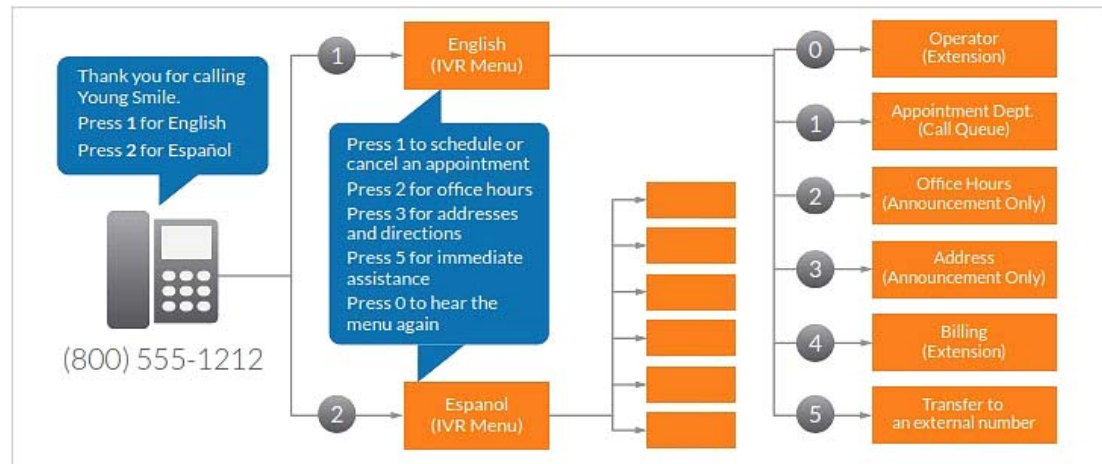 Thank you for calling
Young Smile.
Press 1 for English
Press 2 for Español
(800) 555-1212
1
English
(IVR Menu)
Press 1 to schedule or
cancel an appointment
Press 2 for office hours
Press 3 for addresses
and directions
Press 5 for immediate
assistance
Press 0 to hear the
menu again
2
Espanol
(IVR Menu)
0
Operator
(Extension)
1
Appointment Dept.
(Call Queue)
2
Office Hours
(Announcement Only)
3
Address
(Announcement Only)
4
Billing
(Extension)
5
Transfer to
an external number